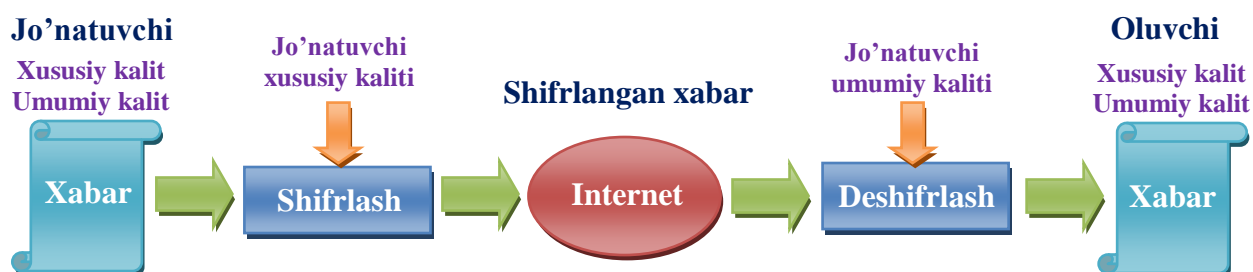 Jo’natuvchi
Xususiy kalit
Umumiy kalit
Xabar
Jo’natuvchi
xususiy kaliti
Shifrlash
Shifrlangan xabar
Internet
Jo’natuvchi
umumiy kaliti
Deshifrlash
Oluvchi
Xususiy kalit
Umumiy kalit
Xabar